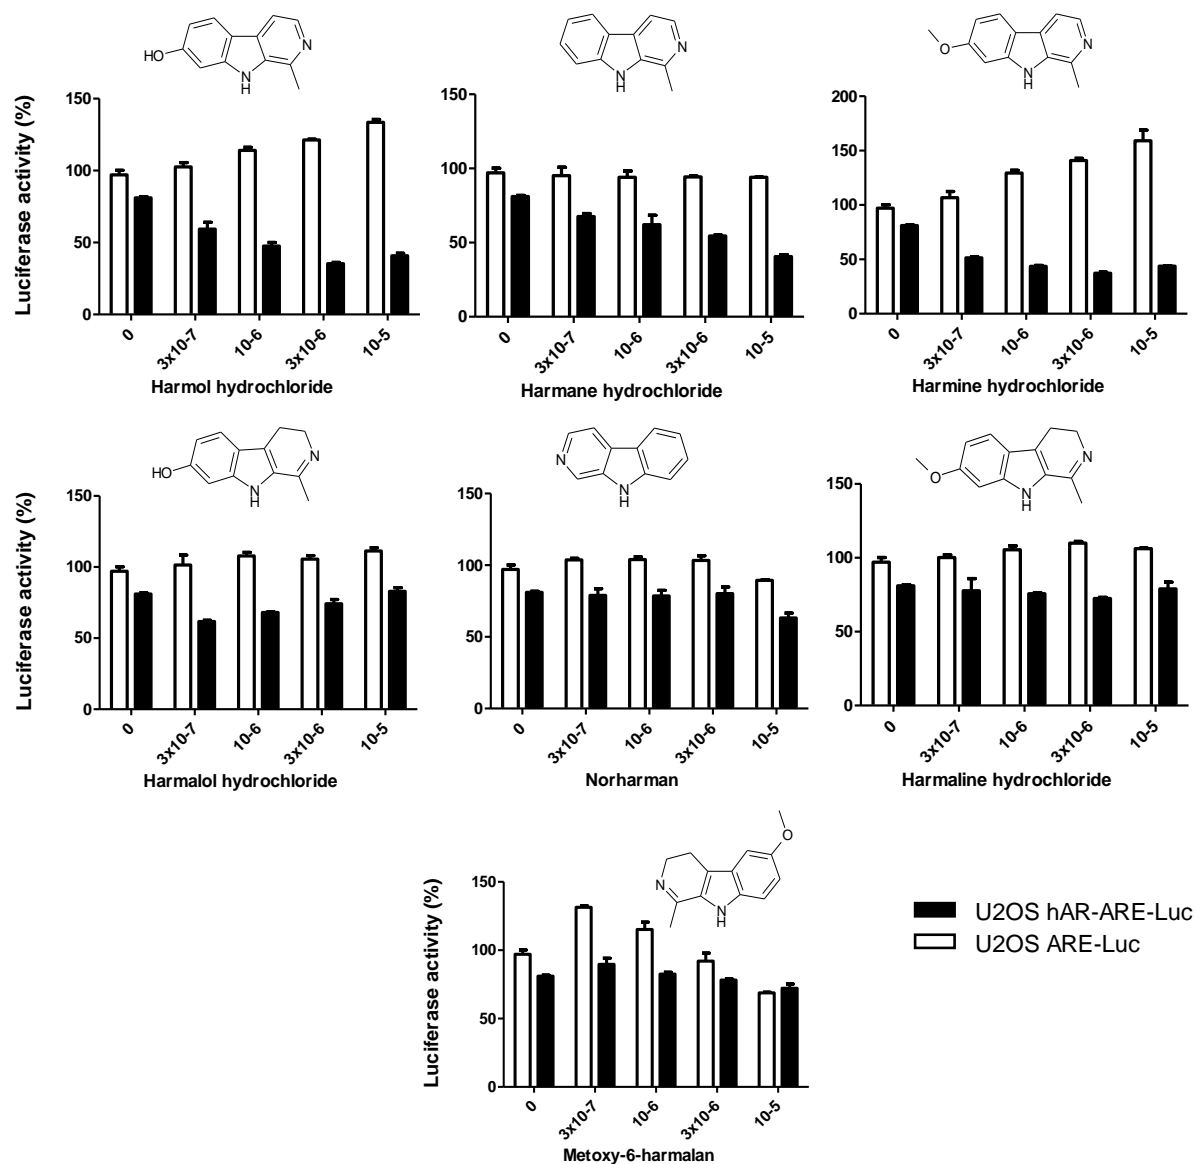 HO N N H
N N H
O N N H
Luciferase activity (%)
150
100
50
0
0 3x10-7 10-6 3x10-6 10-5
Harmol hydrochloride
150
100
50
0
0 3x10-7 10-6 3x10-6 10-5
Harmane hydrochloride
200
150
100
50
0
0 3x10-7 10-6 3x10-6 10-5
Harmine hydrochloride
HO N N H
N N H
O N N H
Luciferase activity (%)
150
100
50
0
0 3x10-7 10-6 3x10-6 10-5
Harmalol hydrochloride
150
100
50
0
0 3x10-7 10-6 3x10-6 10-5
Norharman
150
100
50
0
0 3x10-7 10-6 3x10-6 10-5
Harmaline hydrochloride
O N N H
Luciferase activity (%)
150
100
50
0
0 3x10-7 10-6 3x10-6 10-5
Metoxy-6-harmalan
U2OS hAR-ARE-Luc
U2OS ARE-Luc